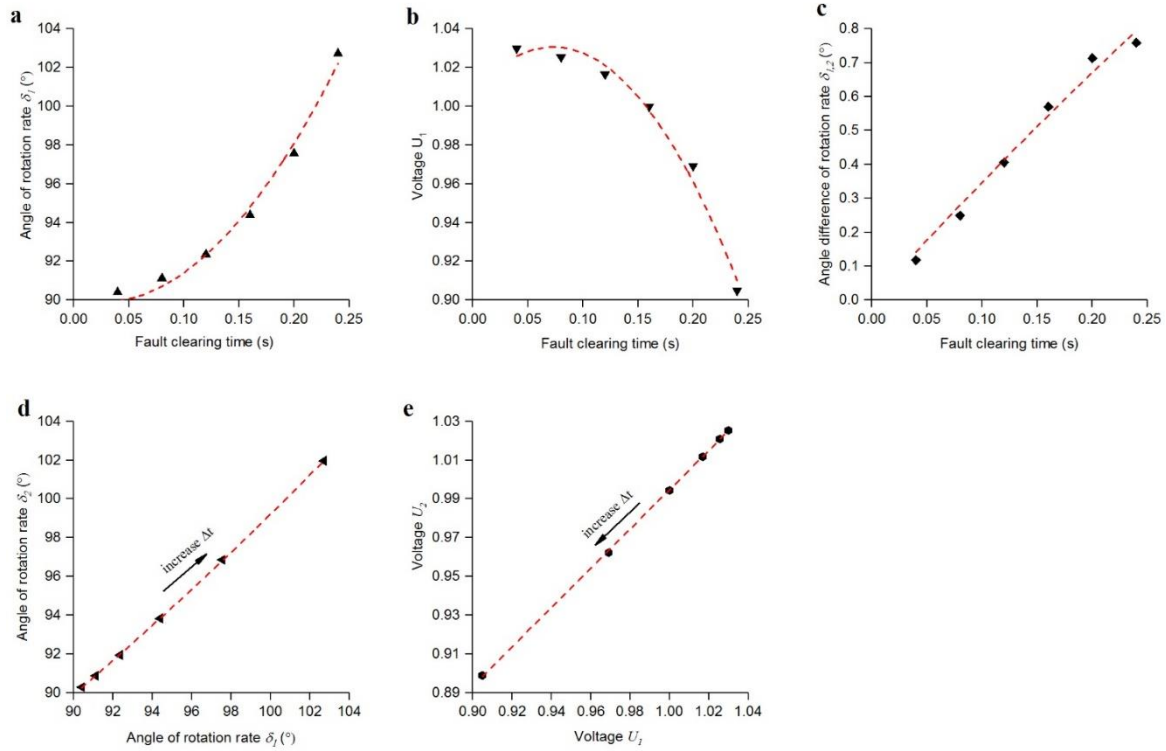 a
Angle of rotation rate δ1 (°)
104
102
100
98
96
94
92
90
0.00 0.05 0.10 0.15 0.20 0.25
Fault clearing time (s)
b
Voltage U1
1.04
1.02
1.00
0.98
0.96
0.94
0.92
0.90
0.00 0.05 0.10 0.15 0.20 0.25
Fault clearing time (s)
c
Angle difference of rotation rate δ1,2 (°)
0.8
0.7
0.6
0.5
0.4
0.3
0.2
0.1
0.0
0.00 0.05 0.10 0.15 0.20 0.25
Fault clearing time (s)
d
Angle of rotation rate δ2 (°)
104
102
100
98
96
94
92
90
increase Δt
90 92 94 96 98 100 102 104
Angle of rotation rate δ1 (°)
e
Voltage U2
1.03
1.01
0.99
0.97
0.95
0.93
0.91
0.89
increase Δt
0.90 0.92 0.94 0.96 0.98 1.00 1.02 1.04
Voltage U1